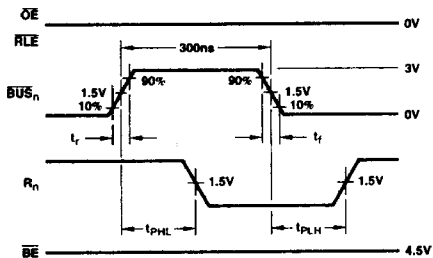 OE
0V
RLE
300ns
3V
90%
90%
1.5V
1.5V
BUSn
10%
10%
0V
tr
tf
Rn
1.5V
1.5V
tPHL
tPLH
BE
4.5V